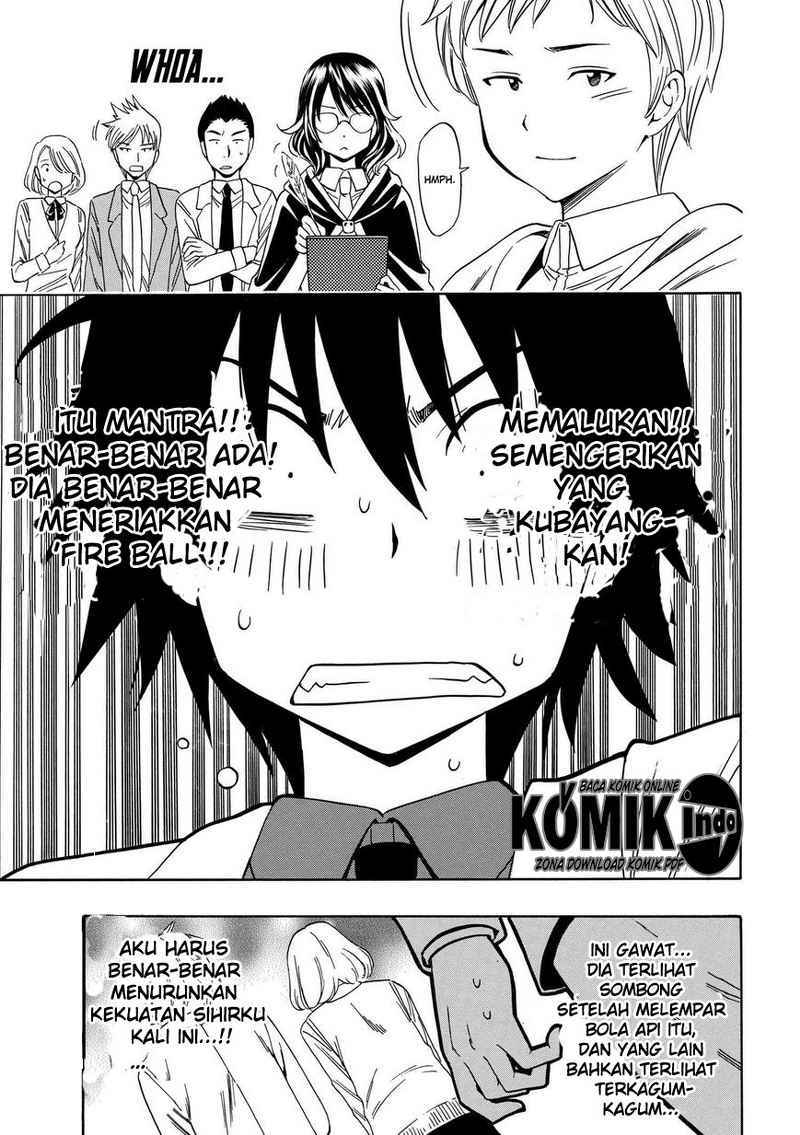 WHOA...
HMPH.
MEMALUKAN!!
SEMENGERIKAN
YANG
KUBAYANG-
KAN!
ITU MANTRA!!
BENAR-BENAR ADA!
DIA BENAR-BENAR
MENERIAKKAN
'FIRE BALL'!!
BACA KOMIK ONLINE
KOMIK indo
ZONA DOWNLOAD KOMIK PDF
INI GAWAT...
DIA TERLIHAT
SOMBONG
SETELAH MELEMPAR
BOLA API ITU,
DAN YANG LAIN
BAHKAN TERLIHAT
TERKAGUM-
KAGUM...
AKU HARUS
BENAR-BENAR
MENURUNKAN
KEKUATAN SIHIRKU
KALI INI...!!
...